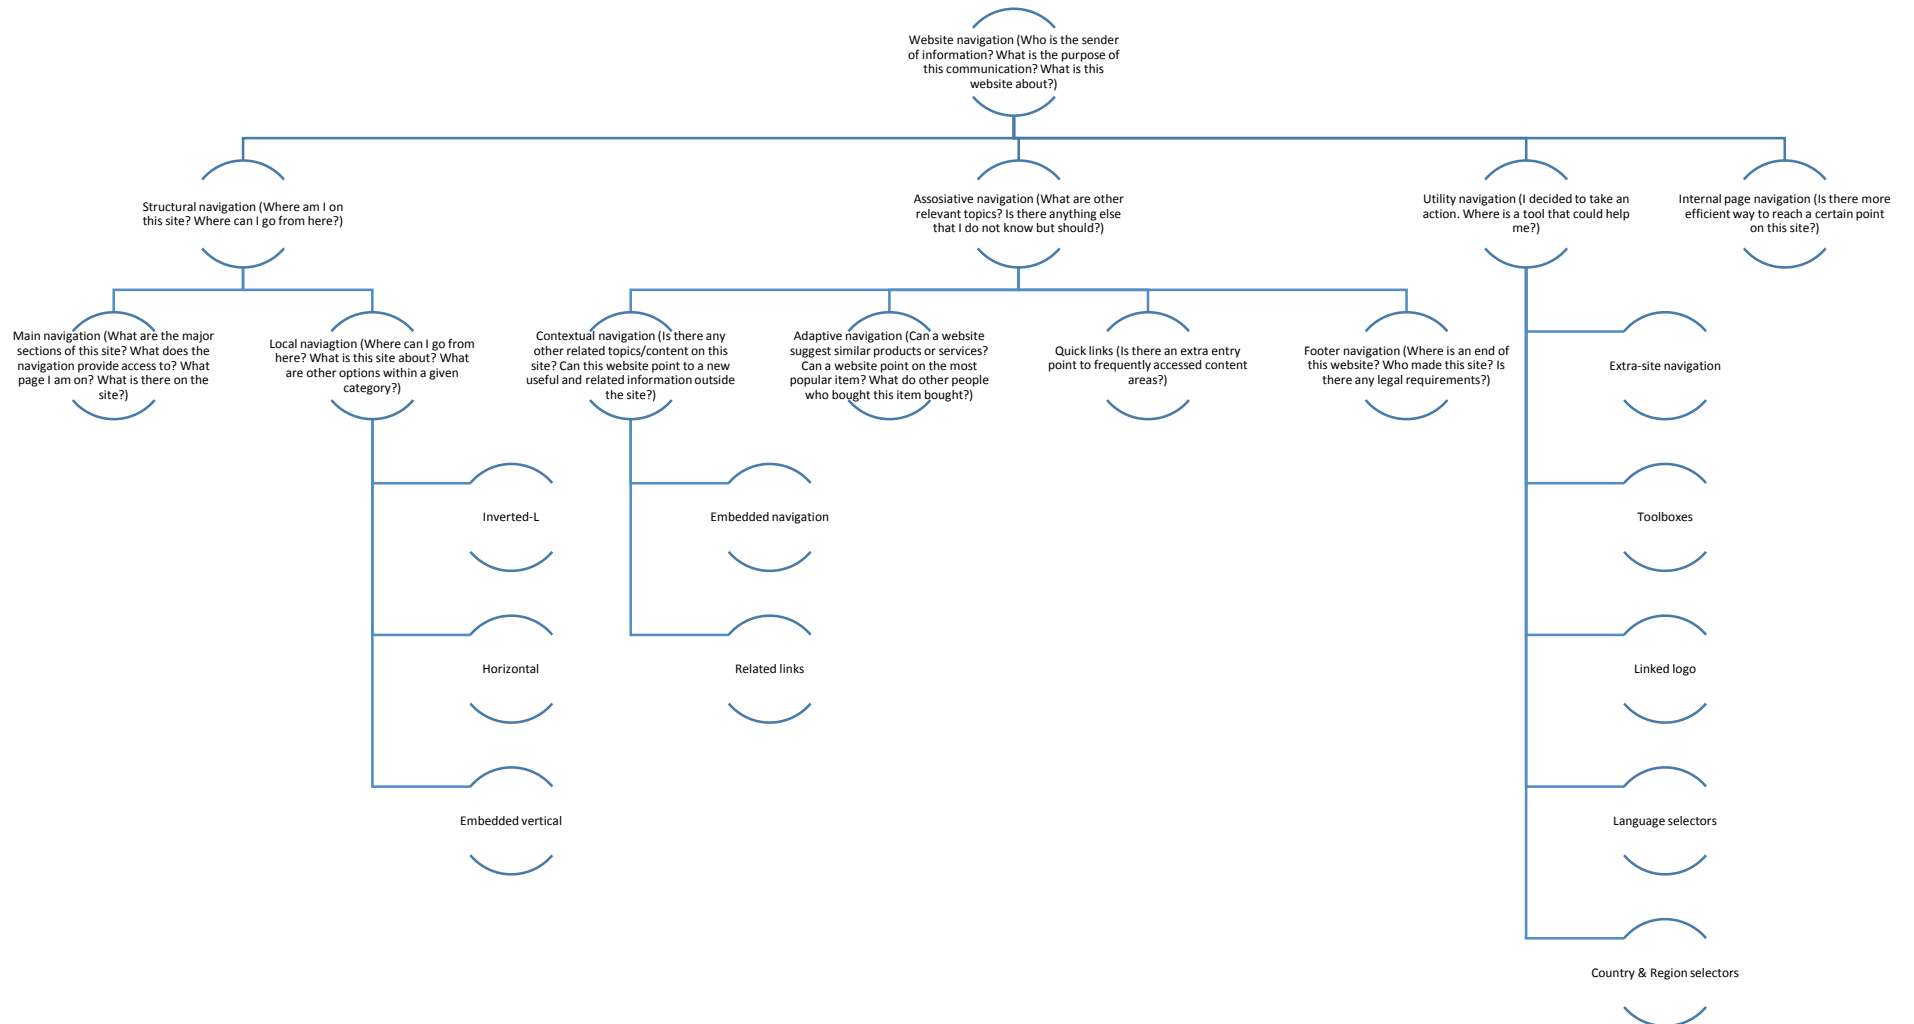 Website navigation (Who is the sender
of information? What is the purpose of
this communication? What is this
website about?)
Structural navigation (Where am I on
this site? Where can I go from here?)
Assosiative navigation (What are other
relevant topics? Is there anything else
that I do not know but should?)
Utility navigation (I decided to take an
action. Where is a tool that could help
me?)
Internal page navigation (Is there more
efficient way to reach a certain point
on this site?)
Main navigation (What are the major
sections of this site? What does the
navigation provide access to? What
page I am on? What is there on the
site?)
Local naviagtion (Where can I go from
here? What is this site about? What
are other options within a given
category?)
Contextual navigation (Is there any
other related topics/content on this
site? Can this website point to a new
useful and related information outside
the site?)
Adaptive navigation (Can a website
suggest similar products or services?
Can a website point on the most
popular item? What do other people
who bought this item bought?)
Quick links (Is there an extra entry
point to frequently accessed content
areas?)
Footer navigation (Where is an end of
this website? Who made this site? Is
there any legal requirements?)
Extra-site navigation
Inverted-L
Embedded navigation
Toolboxes
Horizontal
Related links
Linked logo
Embedded vertical
Language selectors
Country & Region selectors